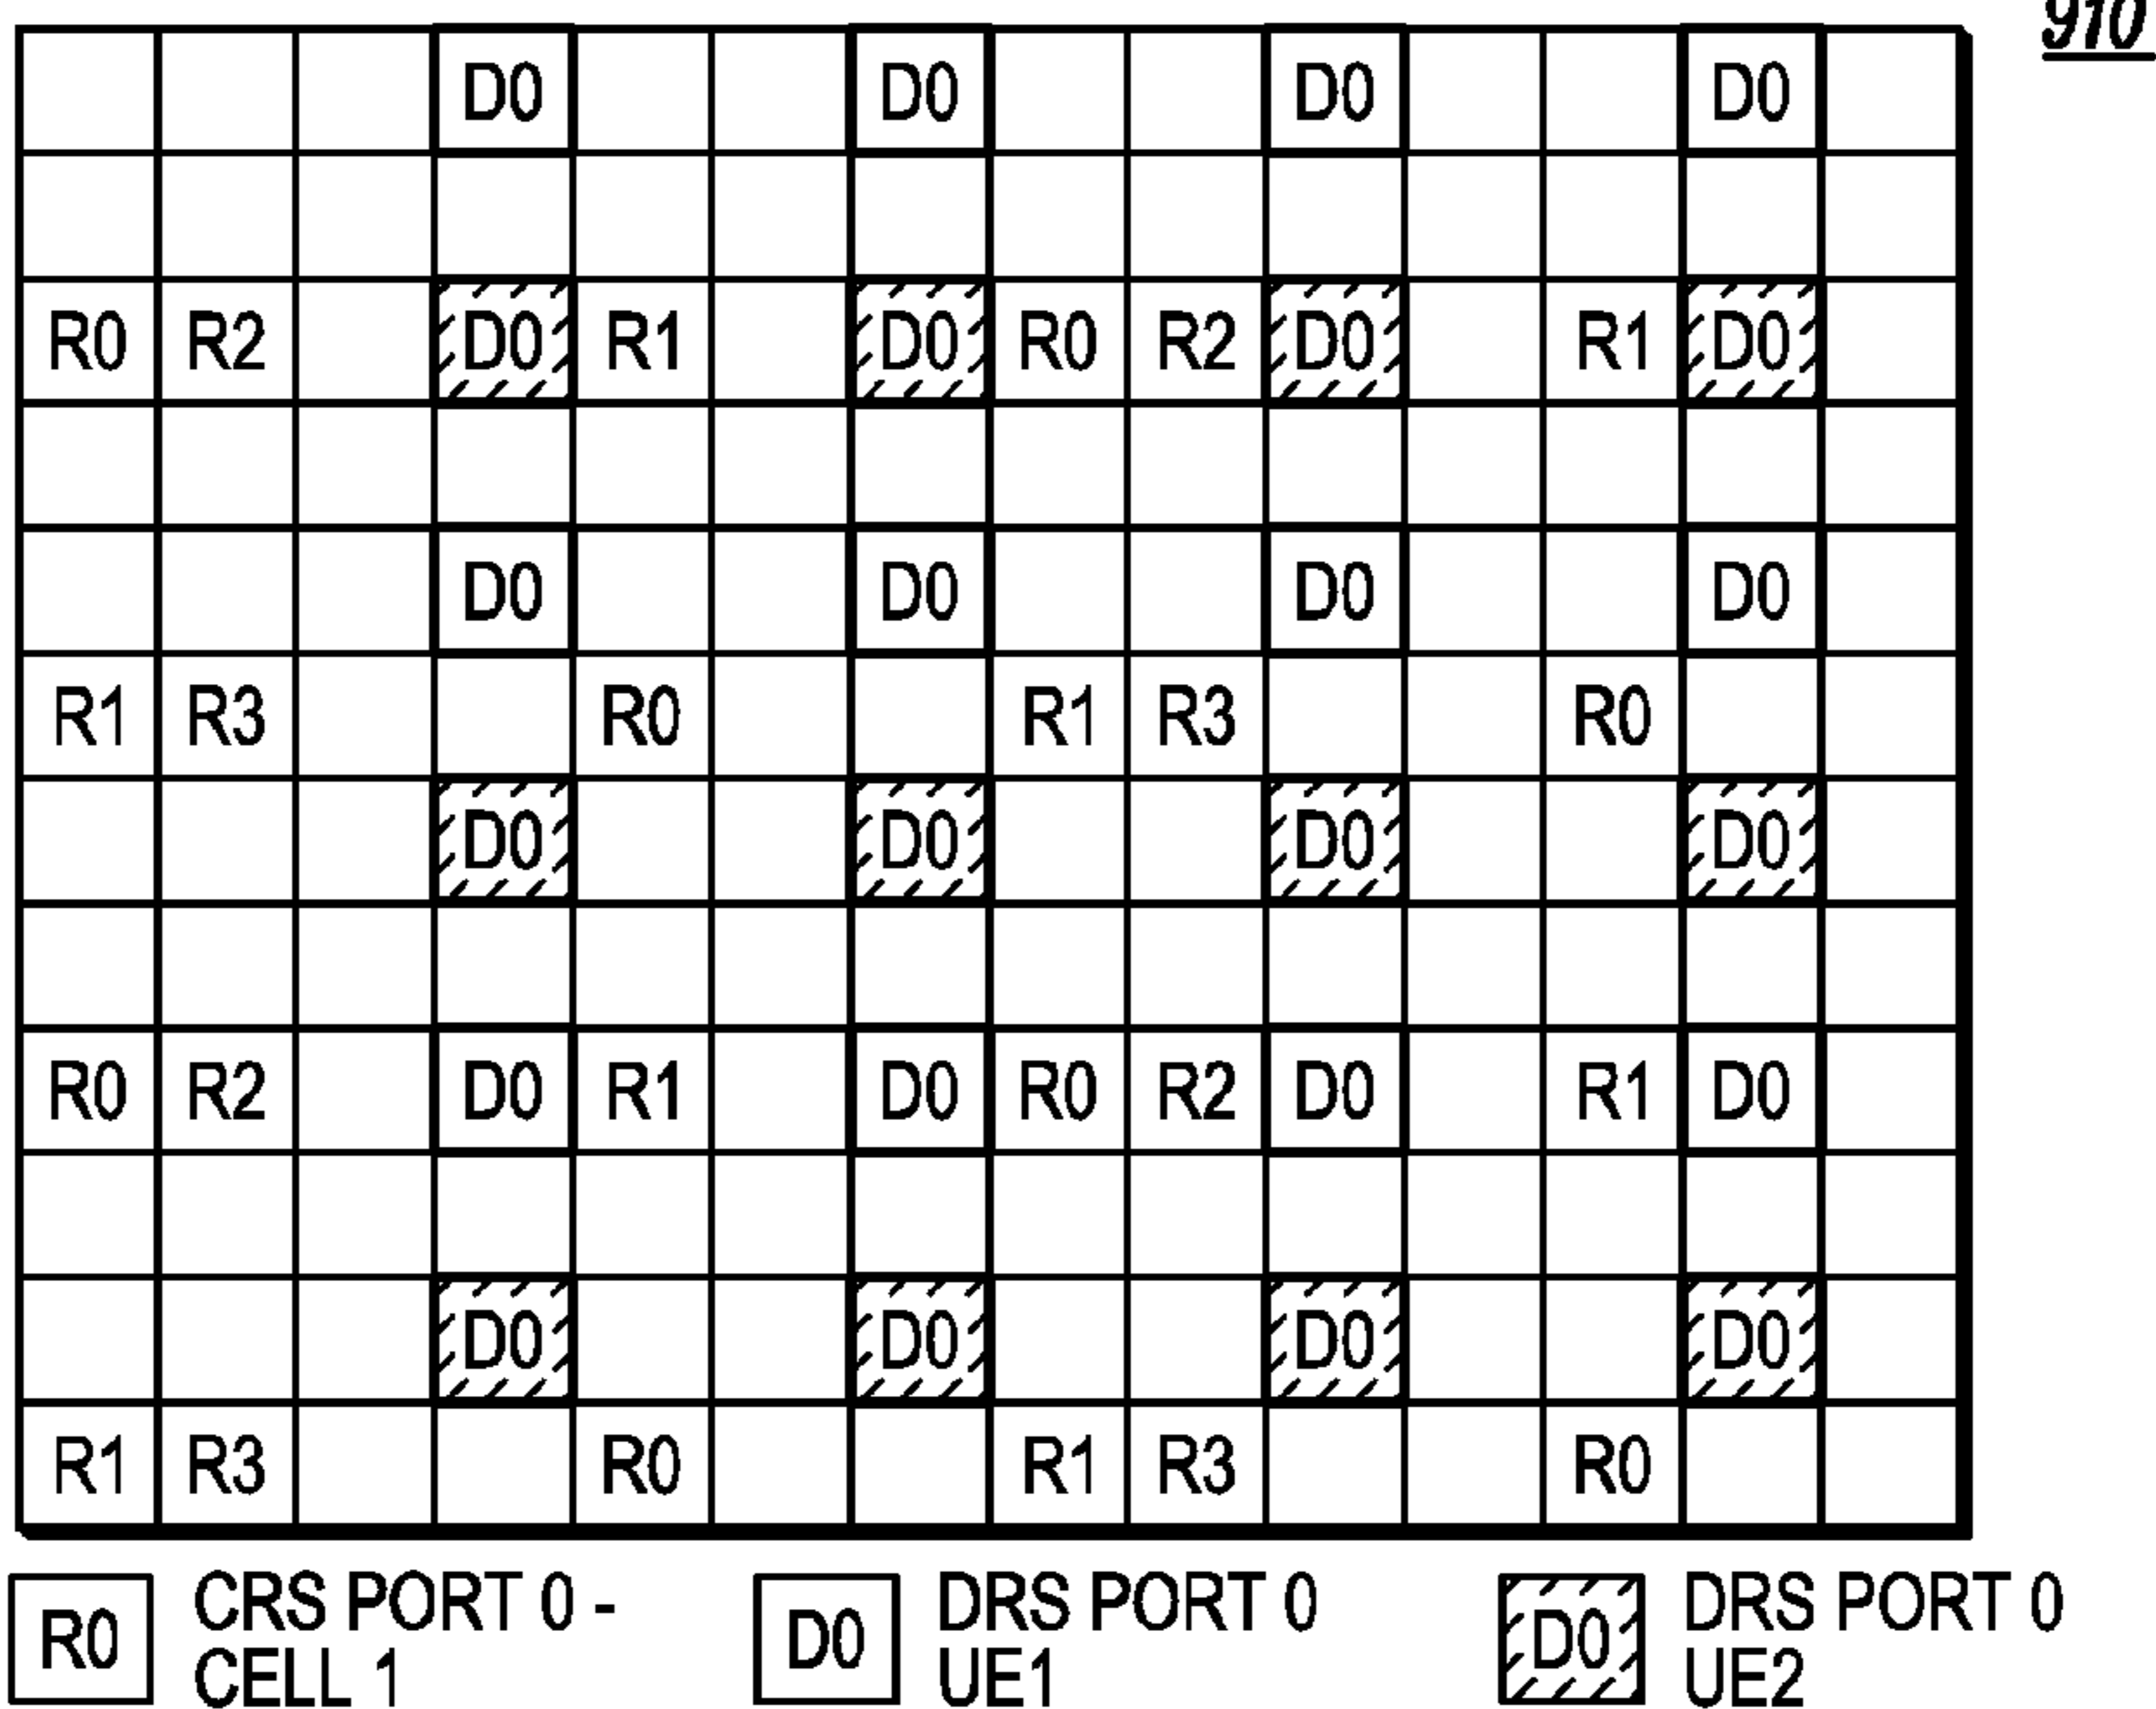 910
D0 D0 D0 D0
R0 R2 D0 R1 D0 R0 R2 D0 R1 D0
D0 D0 D0 D0
R1 R3 R0 R1 R3 R0
D0 D0 D0 D0
R0 R2 D0 R1 D0 R0 R2 D0 R1 D0
D0 D0 D0 D0
R1 R3 R0 R1 R3 R0
R0 CRS PORT 0 -
CELL 1
D0 DRS PORT 0
UE1
D0 DRS PORT 0
UE2